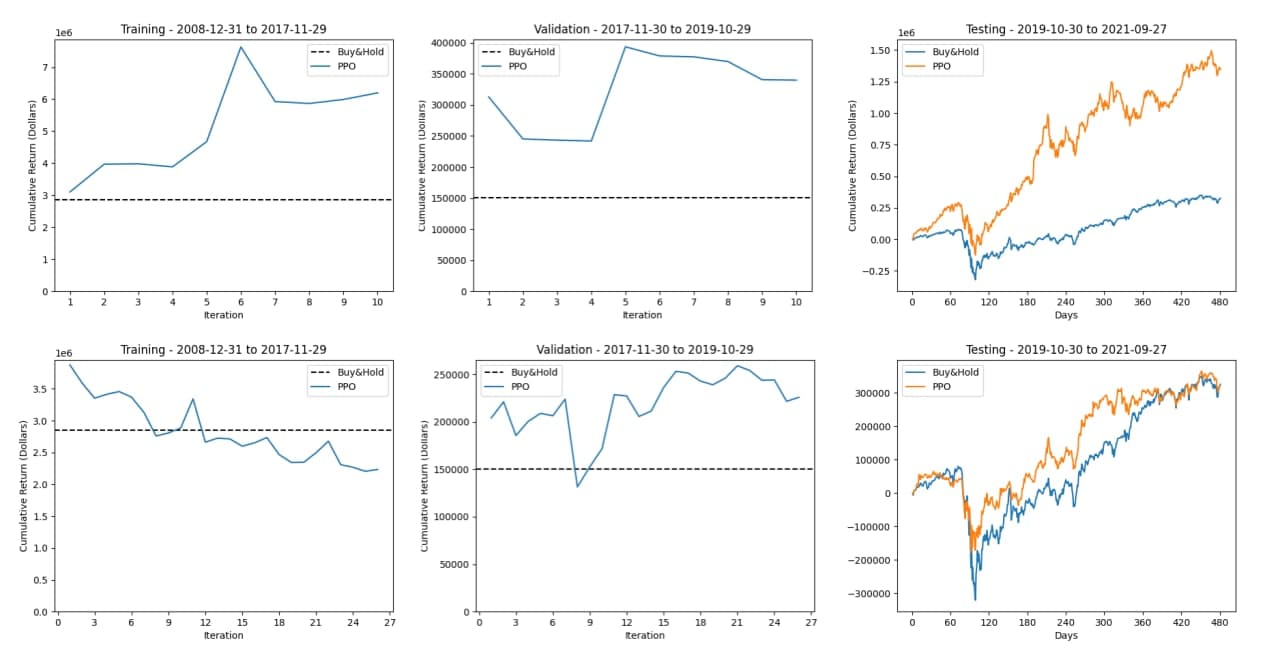 Training - 2008-12-31 to 2017-11-29
1e6
Cumulative Return (Dollars)
7
6
5
4
3
2
1
0
Buy&Hold
PPO
1 2 3 4 5 6 7 8 9 10
Iteration
Validation - 2017-11-30 to 2019-10-29
Cumulative Return (Dollars)
400000
350000
300000
250000
200000
150000
100000
50000
0
Buy&Hold
PPO
1 2 3 4 5 6 7 8 9 10
Iteration
Testing - 2019-10-30 to 2021-09-27
1e6
Cumulative Return (Dollars)
1.50
1.25
1.00
0.75
0.50
0.25
0.00
−0.25
Buy&Hold
PPO
0 60 120 180 240 300 360 420 480
Days
Training - 2008-12-31 to 2017-11-29
1e6
Cumulative Return (Dollars)
3.5
3.0
2.5
2.0
1.5
1.0
0.5
0.0
Buy&Hold
PPO
0 3 6 9 12 15 18 21 24 27
Iteration
Validation - 2017-11-30 to 2019-10-29
Cumulative Return (Dollars)
250000
200000
150000
100000
50000
0
Buy&Hold
PPO
0 3 6 9 12 15 18 21 24 27
Iteration
Testing - 2019-10-30 to 2021-09-27
Cumulative Return (Dollars)
300000
200000
100000
0
−100000
−200000
−300000
Buy&Hold
PPO
0 60 120 180 240 300 360 420 480
Days